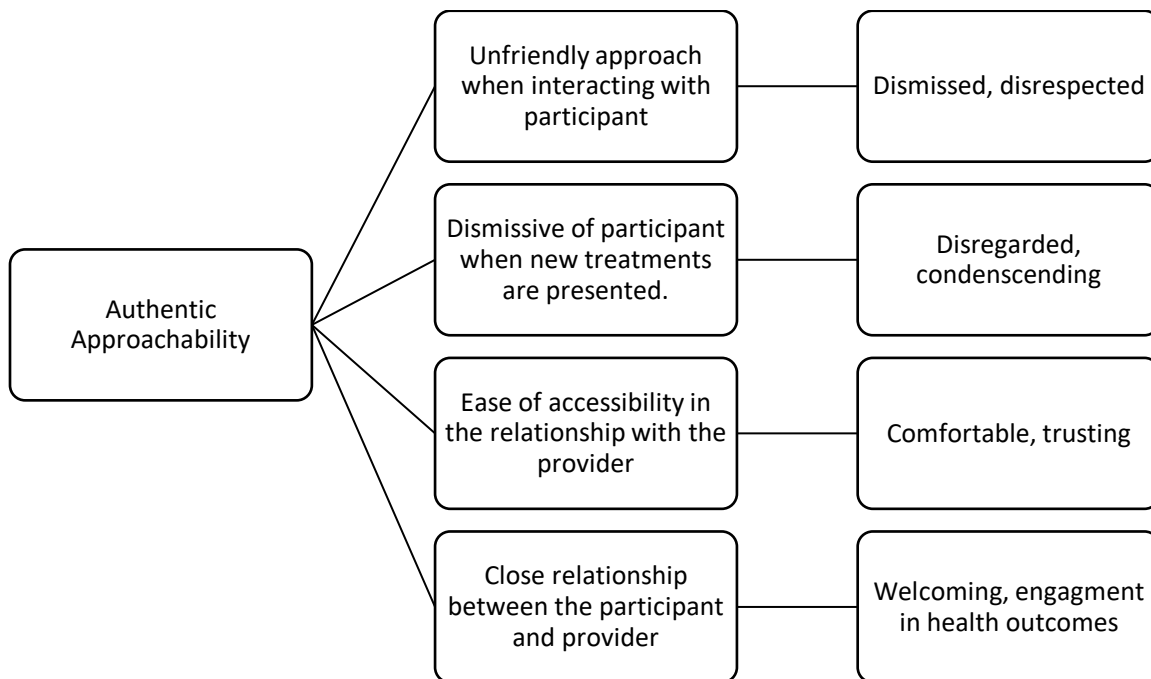 Authentic
Approachability
Unfriendly approach
when interacting with
participant
Dismissed, disrespected
Dismissive of participant
when new treatments
are presented.
Disregarded,
condenscending
Ease of accessibility in
the relationship with the
provider
Comfortable, trusting
Close relationship
between the participant
and provider
Welcoming, engagment
in health outcomes